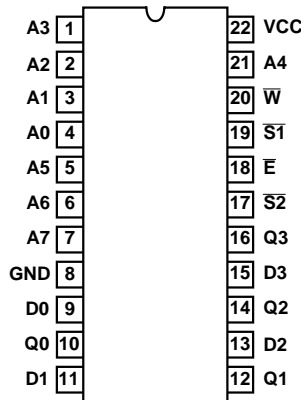 A3 1 22 VCC
A2 2 21 A4
A1 3 20 W̅
A0 4 19 S̅1̅
A5 5 18 E̅
A6 6 17 S̅2̅
A7 7 16 Q3
GND 8 15 D3
D0 9 14 Q2
Q0 10 13 D2
D1 11 12 Q1